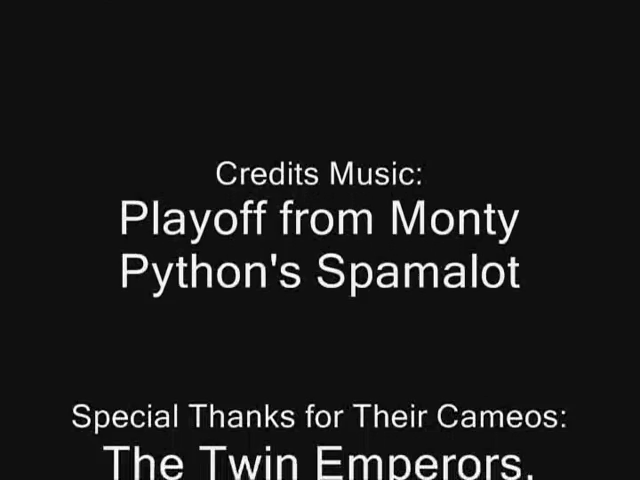 Credits Music:
Playoff from Monty
Python's Spamalot
Special Thanks for Their Cameos:
The Twin Emperors,